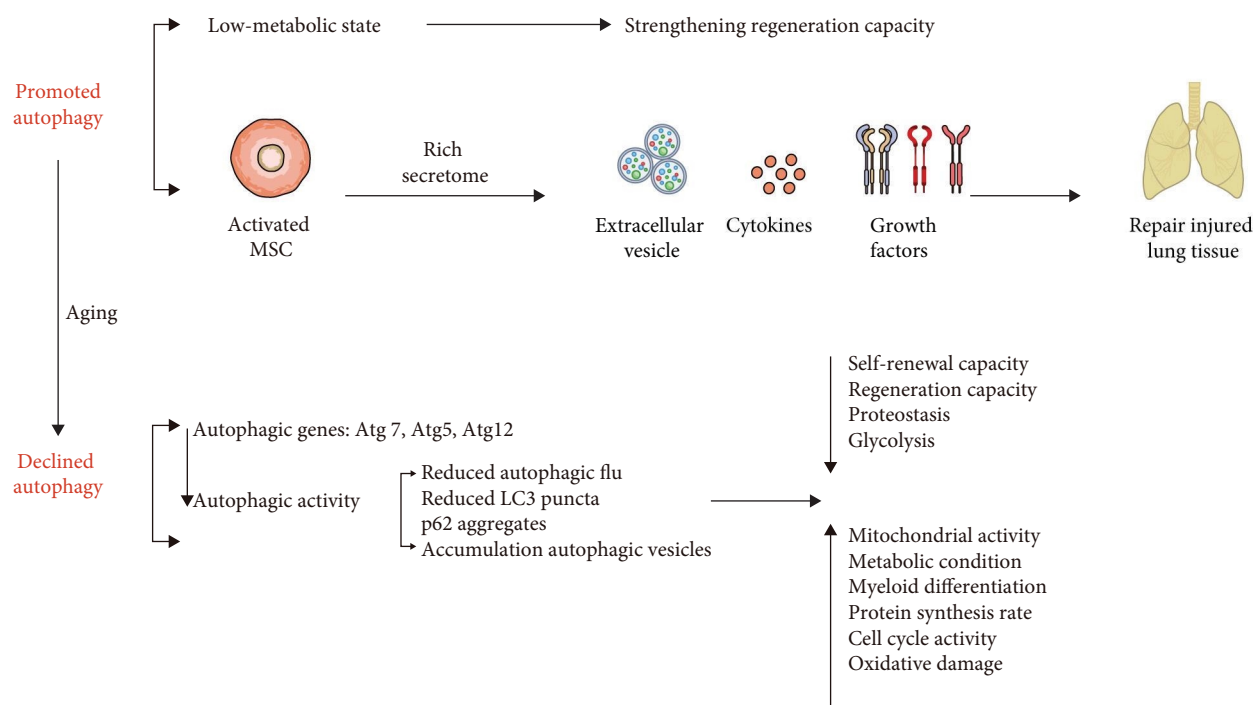 Low-metabolic state
Strengthening regeneration capacity
Promoted
autophagy
Rich
secretome
Activated
MSC
Extracellular
vesicle
Cytokines
Growth
factors
Repair injured
lung tissue
Aging
Declined
autophagy
Autophagic genes: Atg 7, Atg5, Atg12
Autophagic activity
Reduced autophagic flu
Reduced LC3 puncta
p62 aggregates
Accumulation autophagic vesicles
Self-renewal capacity
Regeneration capacity
Proteostasis
Glycolysis
Mitochondrial activity
Metabolic condition
Myeloid differentiation
Protein synthesis rate
Cell cycle activity
Oxidative damage